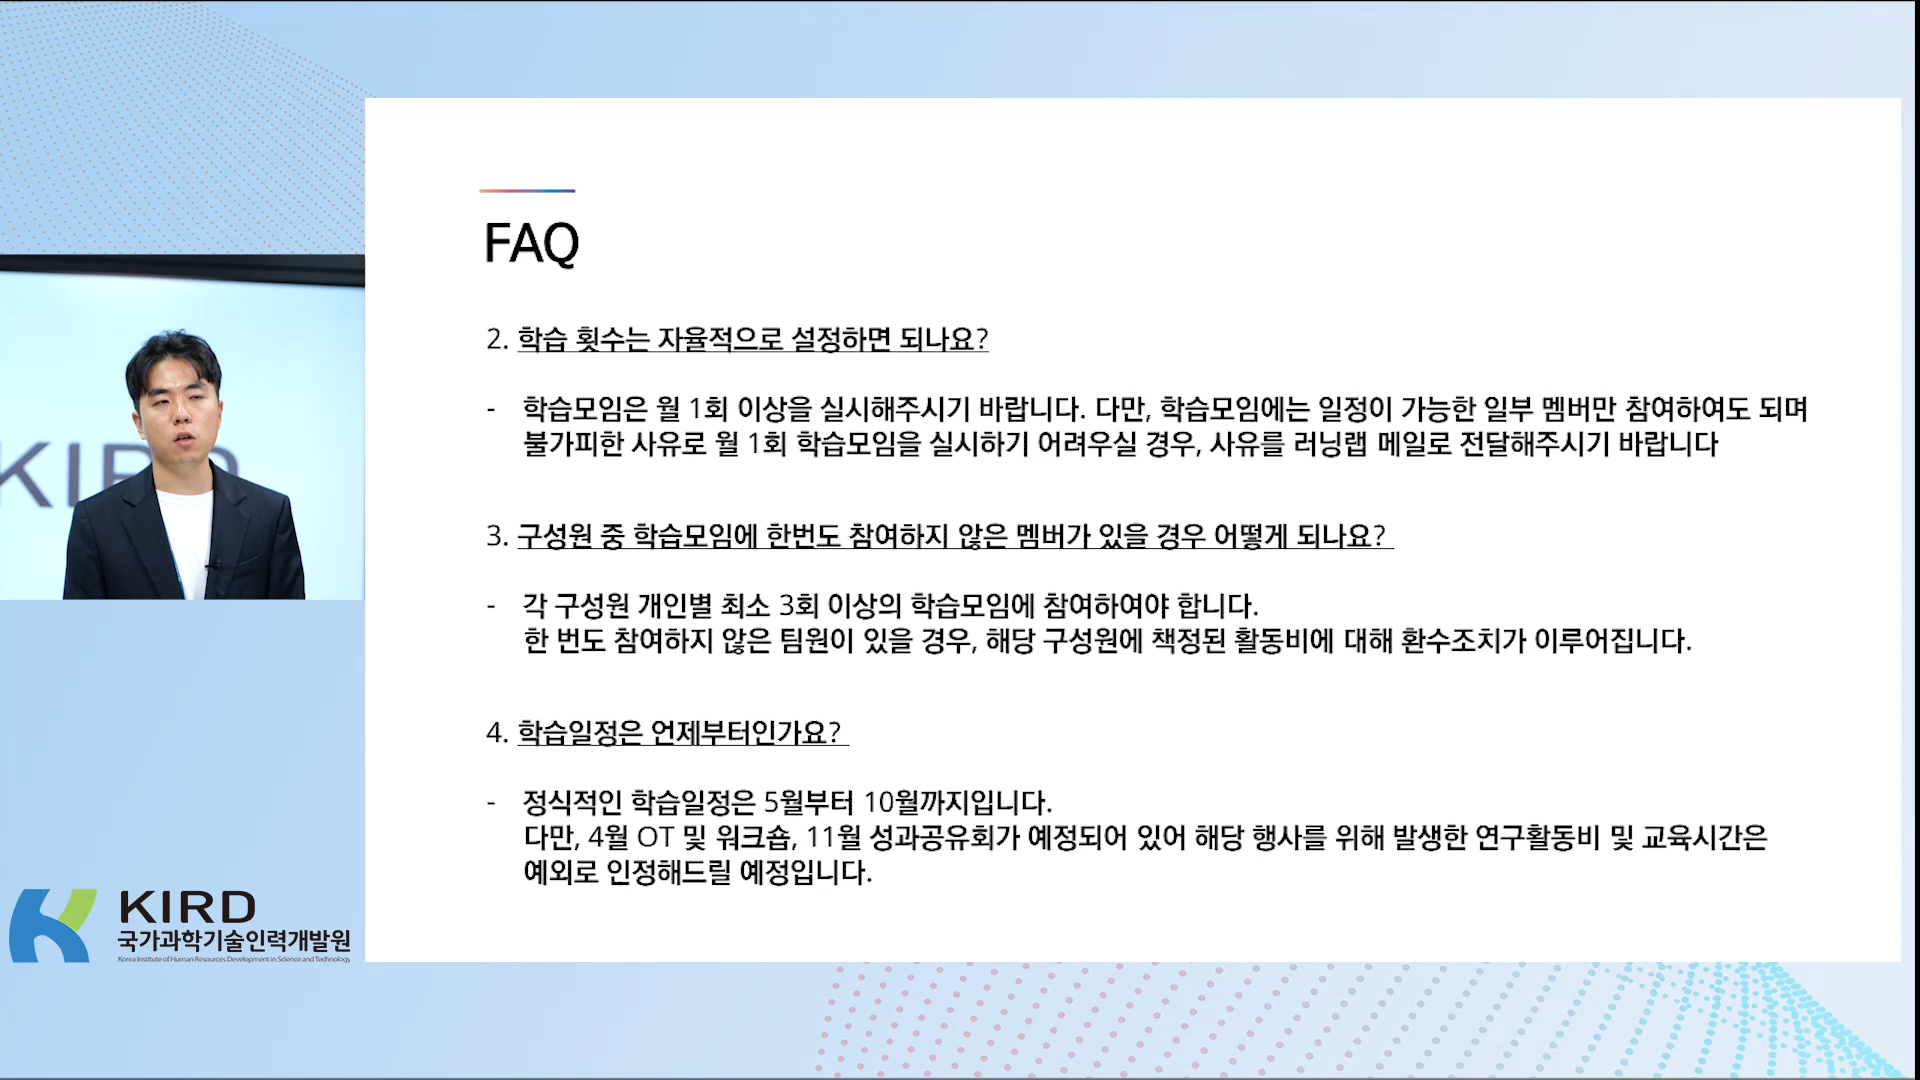 FAQ
2. 학습 횟수는 자율적으로 설정하면 되나요?
- 학습모임은 월 1회 이상을 실시해주시기 바랍니다. 다만, 학습모임에는 일정이 가능한 일부 멤버만 참여하여도 되며
불가피한 사유로 월 1회 학습모임을 실시하기 어려우실 경우, 사유를 러닝랩 메일로 전달해주시기 바랍니다
3. 구성원 중 학습모임에 한번도 참여하지 않은 멤버가 있을 경우 어떻게 되나요?
- 각 구성원 개인별 최소 3회 이상의 학습모임에 참여하여야 합니다.
한 번도 참여하지 않은 팀원이 있을 경우, 해당 구성원에 책정된 활동비에 대해 환수조치가 이루어집니다.
4. 학습일정은 언제부터인가요?
- 정식적인 학습일정은 5월부터 10월까지입니다.
다만, 4월 OT 및 워크숍, 11월 성과공유회가 예정되어 있어 해당 행사를 위해 발생한 연구활동비 및 교육시간은
예외로 인정해드릴 예정입니다.
KIRD
KIRD
국가과학기술인력개발원
Korea Institute of Human Resources Development in Science and Technology